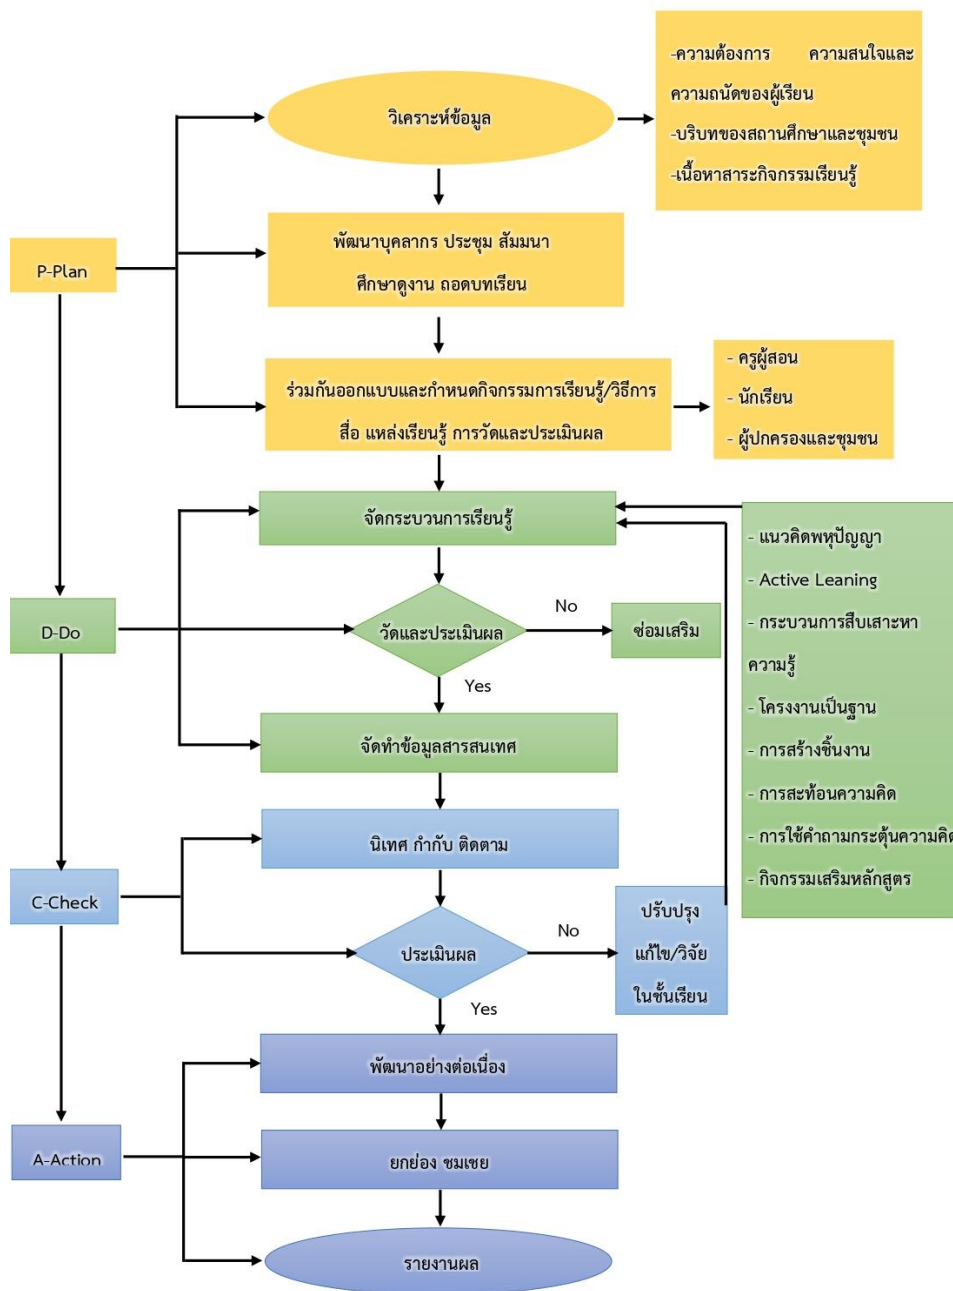 -ความต้องการ ความสนใจและ
ความถนัดของผู้เรียน
-บริบทของสถานศึกษาและชุมชน
-เนื้อหาสาระกิจกรรมเรียนรู้
วิเคราะห์ข้อมูล
พัฒนาบุคลากร ประชุม สัมมนา
ศึกษาดูงาน ถอดบทเรียน
P-Plan
ร่วมกันออกแบบและกำหนดกิจกรรมการเรียนรู้/วิธีการ
สื่อ แหล่งเรียนรู้ การวัดและประเมินผล
- ครูผู้สอน
- นักเรียน
- ผู้ปกครองและชุมชน
จัดกระบวนการเรียนรู้
- แนวคิดพหุปัญญา
- Active Leaning
- กระบวนการสืบเสาะหา
ความรู้
- โครงงานเป็นฐาน
- การสร้างชิ้นงาน
- การสะท้อนความคิด
- การใช้คำถามกระตุ้นความคิด
- กิจกรรมเสริมหลักสูตร
D-Do
วัดและประเมินผล
No
ซ่อมเสริม
Yes
จัดทำข้อมูลสารสนเทศ
นิเทศ กำกับ ติดตาม
C-Check
ประเมินผล
No
ปรับปรุง
แก้ไข/วิจัย
ในชั้นเรียน
Yes
พัฒนาอย่างต่อเนื่อง
A-Action
ยกย่อง ชมเชย
รายงานผล